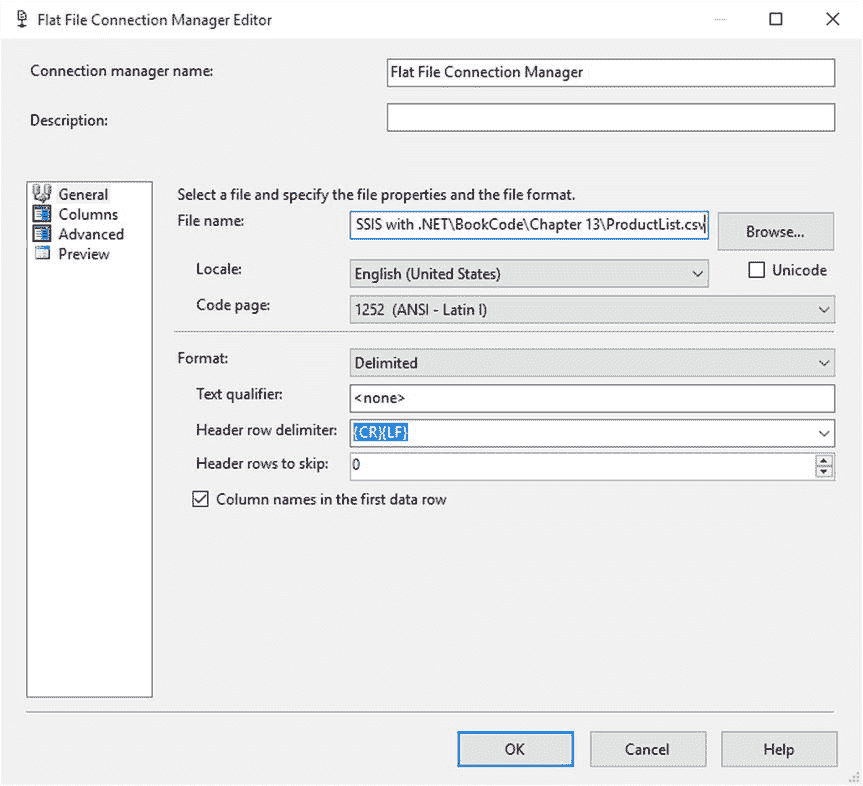 Flat File Connection Manager Editor
Connection manager name: Flat File Connection Manager
Description:
General
Columns
Advanced
Preview
Select a file and specify the file properties and the file format.
File name: SSIS with .NET\BookCode\Chapter 13\ProductList.csv Browse...
Locale: English (United States) Unicode
Code page: 1252 (ANSI - Latin I)
Format: Delimited
Text qualifier: <none>
Header row delimiter: {CR}{LF}
Header rows to skip: 0
Column names in the first data row
OK Cancel Help